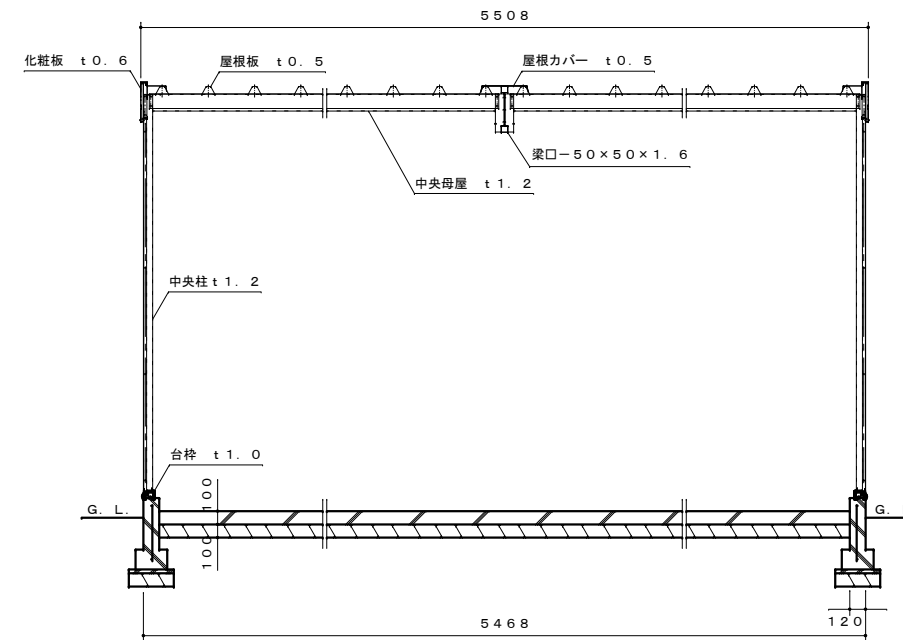 5508
化粧板 t0.6
屋根板 t0.5
屋根カバー t0.5
梁口－50×50×1.6
中央母屋 t1.2
中央柱t1.2
台枠 t1.0
100
G.L.
G.
100
5468
120